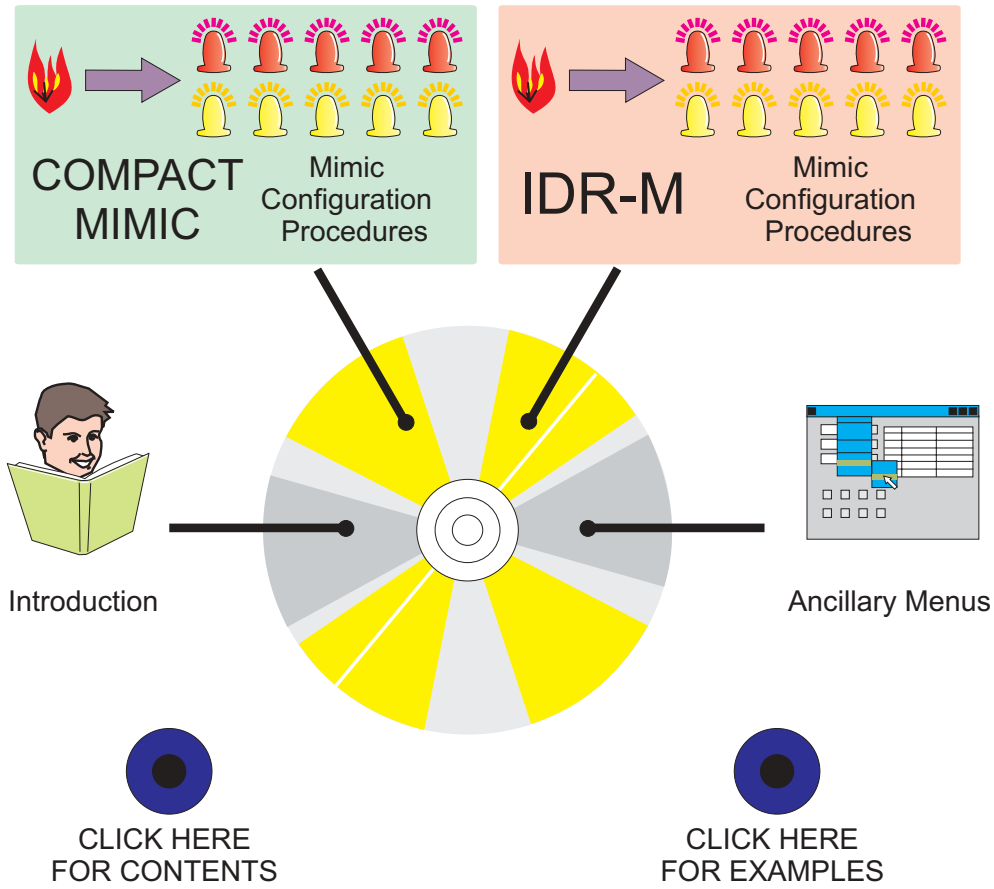 COMPACT
MIMIC
Mimic
Configuration
Procedures
IDR-M
Mimic
Configuration
Procedures
Introduction
Ancillary Menus
CLICK HERE
FOR CONTENTS
CLICK HERE
FOR EXAMPLES